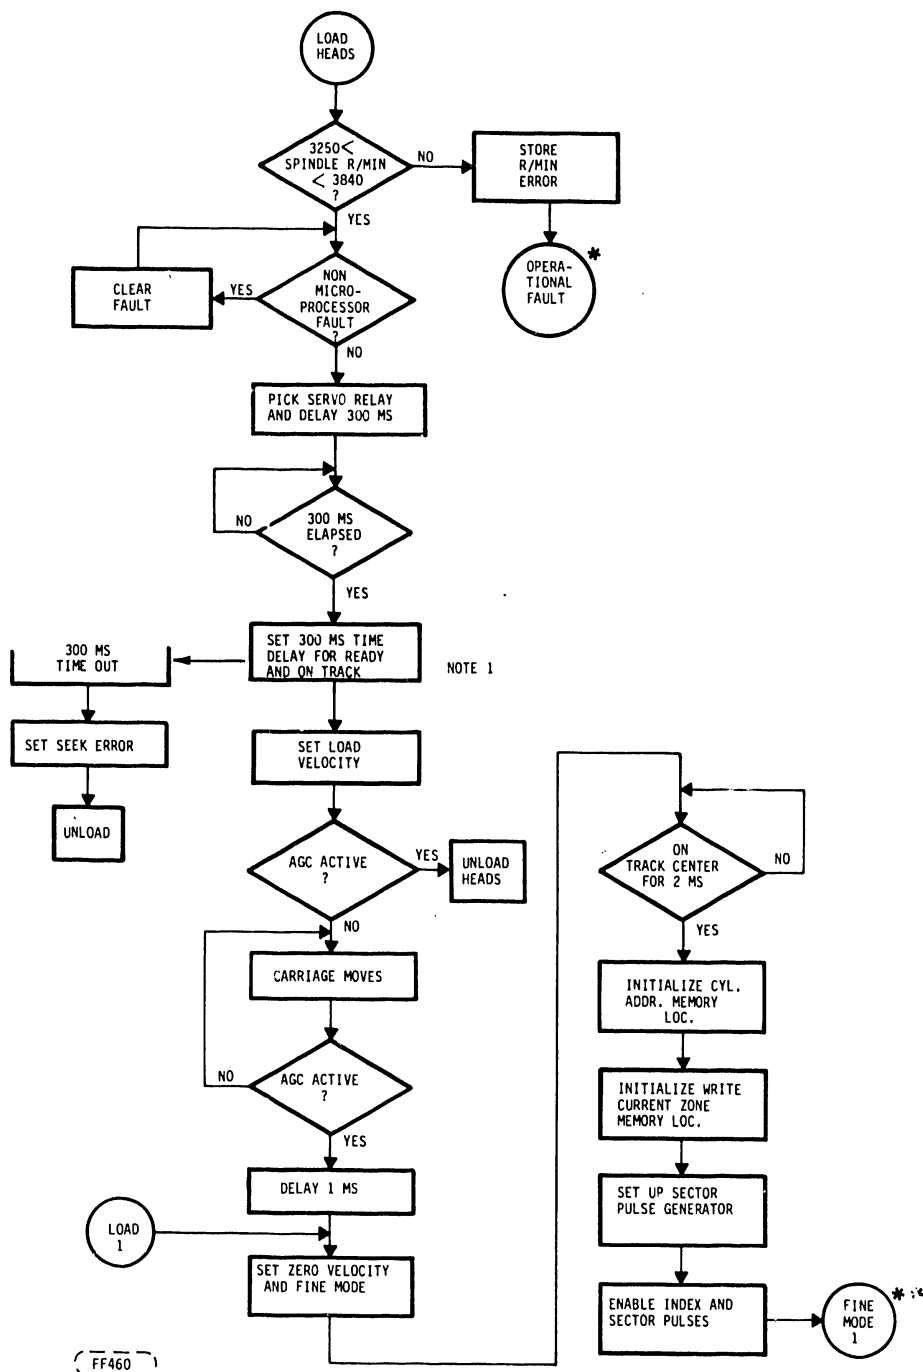 LOAD
HEADS
3250<
SPINDLE R/MIN
< 3840
?
NO
STORE
R/MIN
ERROR
YES
OPERA-
TIONAL
FAULT
*
CLEAR
FAULT
YES
NON
MICRO-
PROCESSOR
FAULT
?
NO
PICK SERVO RELAY
AND DELAY 300 MS
NO
300 MS
ELAPSED
?
YES
300 MS
TIME OUT
SET 300 MS TIME
DELAY FOR READY
AND ON TRACK
NOTE 1
SET SEEK ERROR
UNLOAD
SET LOAD
VELOCITY
AGC ACTIVE
?
YES
UNLOAD
HEADS
NO
CARRIAGE MOVES
NO
AGC ACTIVE
?
YES
DELAY 1 MS
LOAD
1
SET ZERO VELOCITY
AND FINE MODE
ON
TRACK CENTER
FOR 2 MS
NO
YES
INITIALIZE CYL.
ADDR. MEMORY
LOC.
INITIALIZE WRITE
CURRENT ZONE
MEMORY LOC.
SET UP SECTOR
PULSE GENERATOR
ENABLE INDEX AND
SECTOR PULSES
FINE
MODE
1
*
FF460